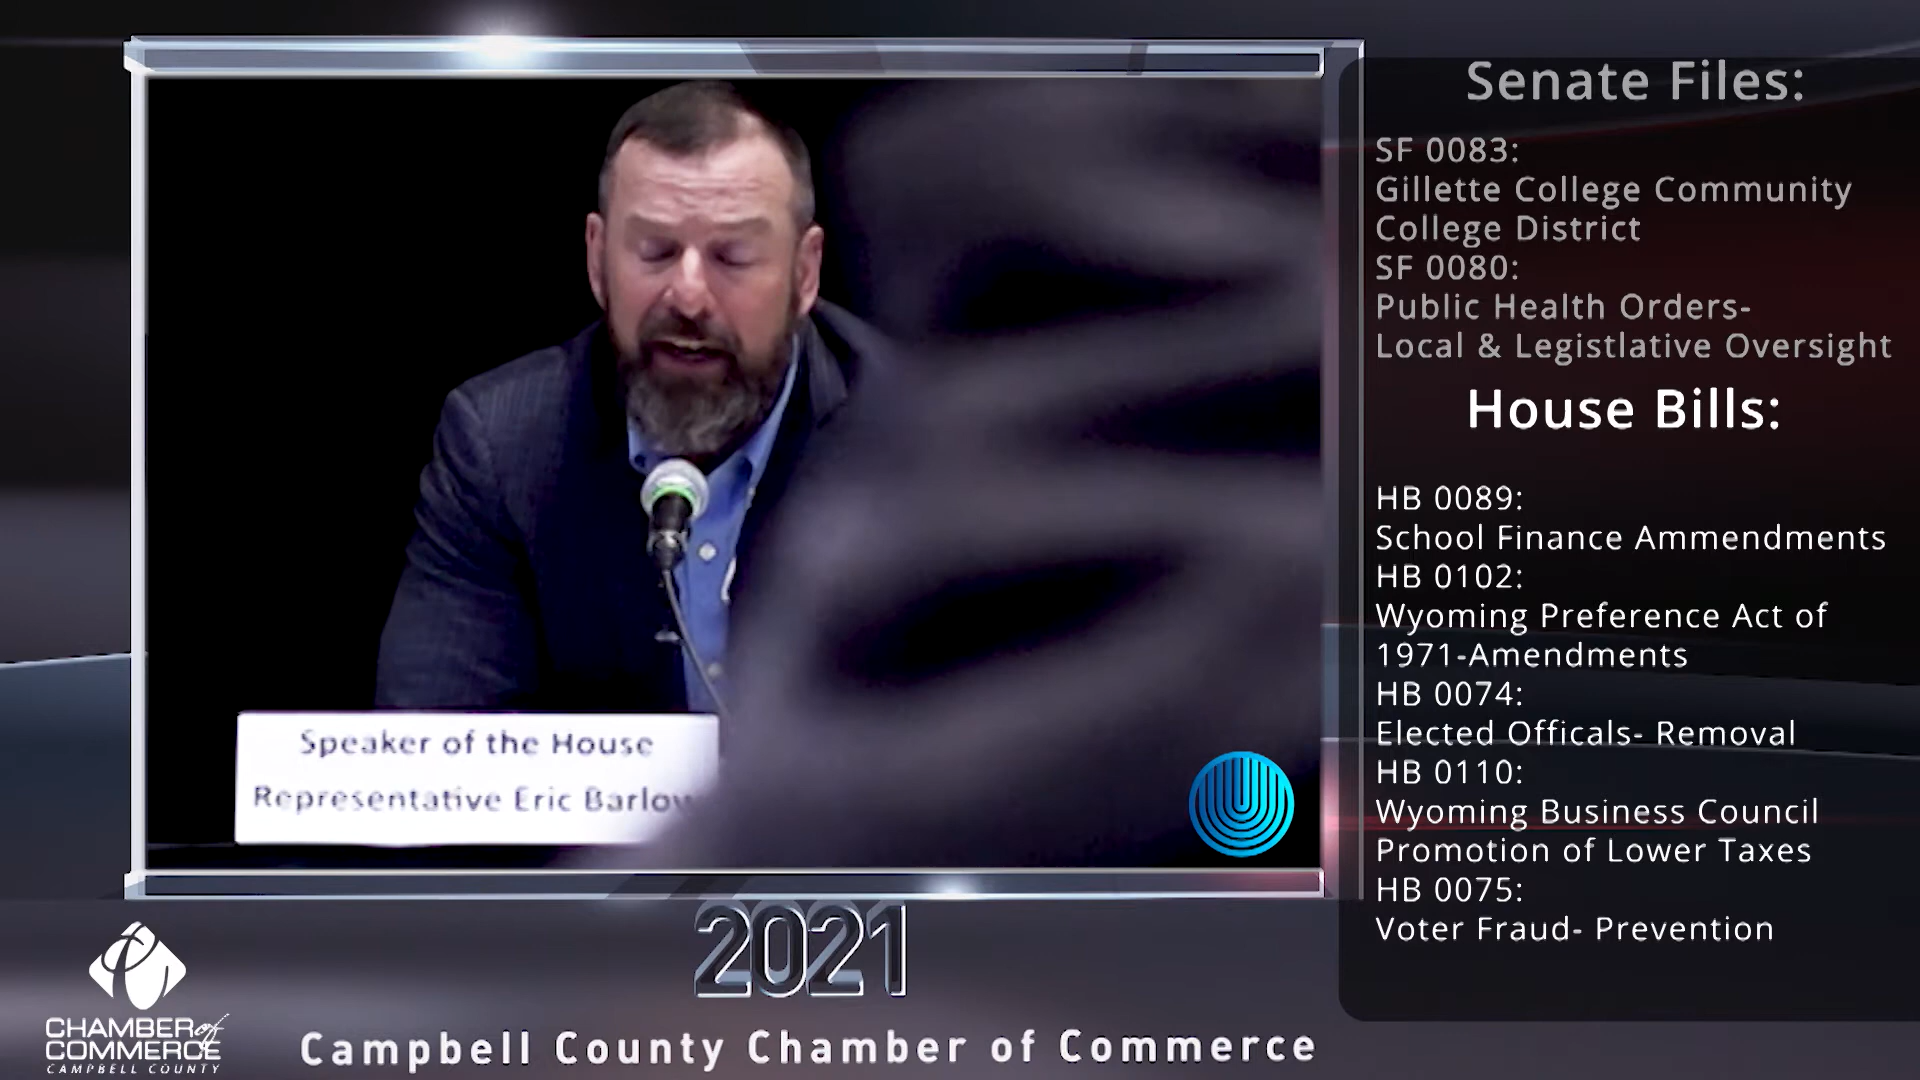 Senate Files:
SF 0083:
Gillette College Community
College District
SF 0080:
Public Health Orders-
Local & Legistlative Oversight
House Bills:
HB 0089:
School Finance Ammendments
HB 0102:
Wyoming Preference Act of
1971-Amendments
HB 0074:
Elected Officals- Removal
HB 0110:
Wyoming Business Council
Promotion of Lower Taxes
HB 0075:
Voter Fraud- Prevention
Speaker of the House
Representative Eric Barlow
2021
Campbell County Chamber of Commerce
CHAMBER of
COMMERCE
CAMPBELL COUNTY